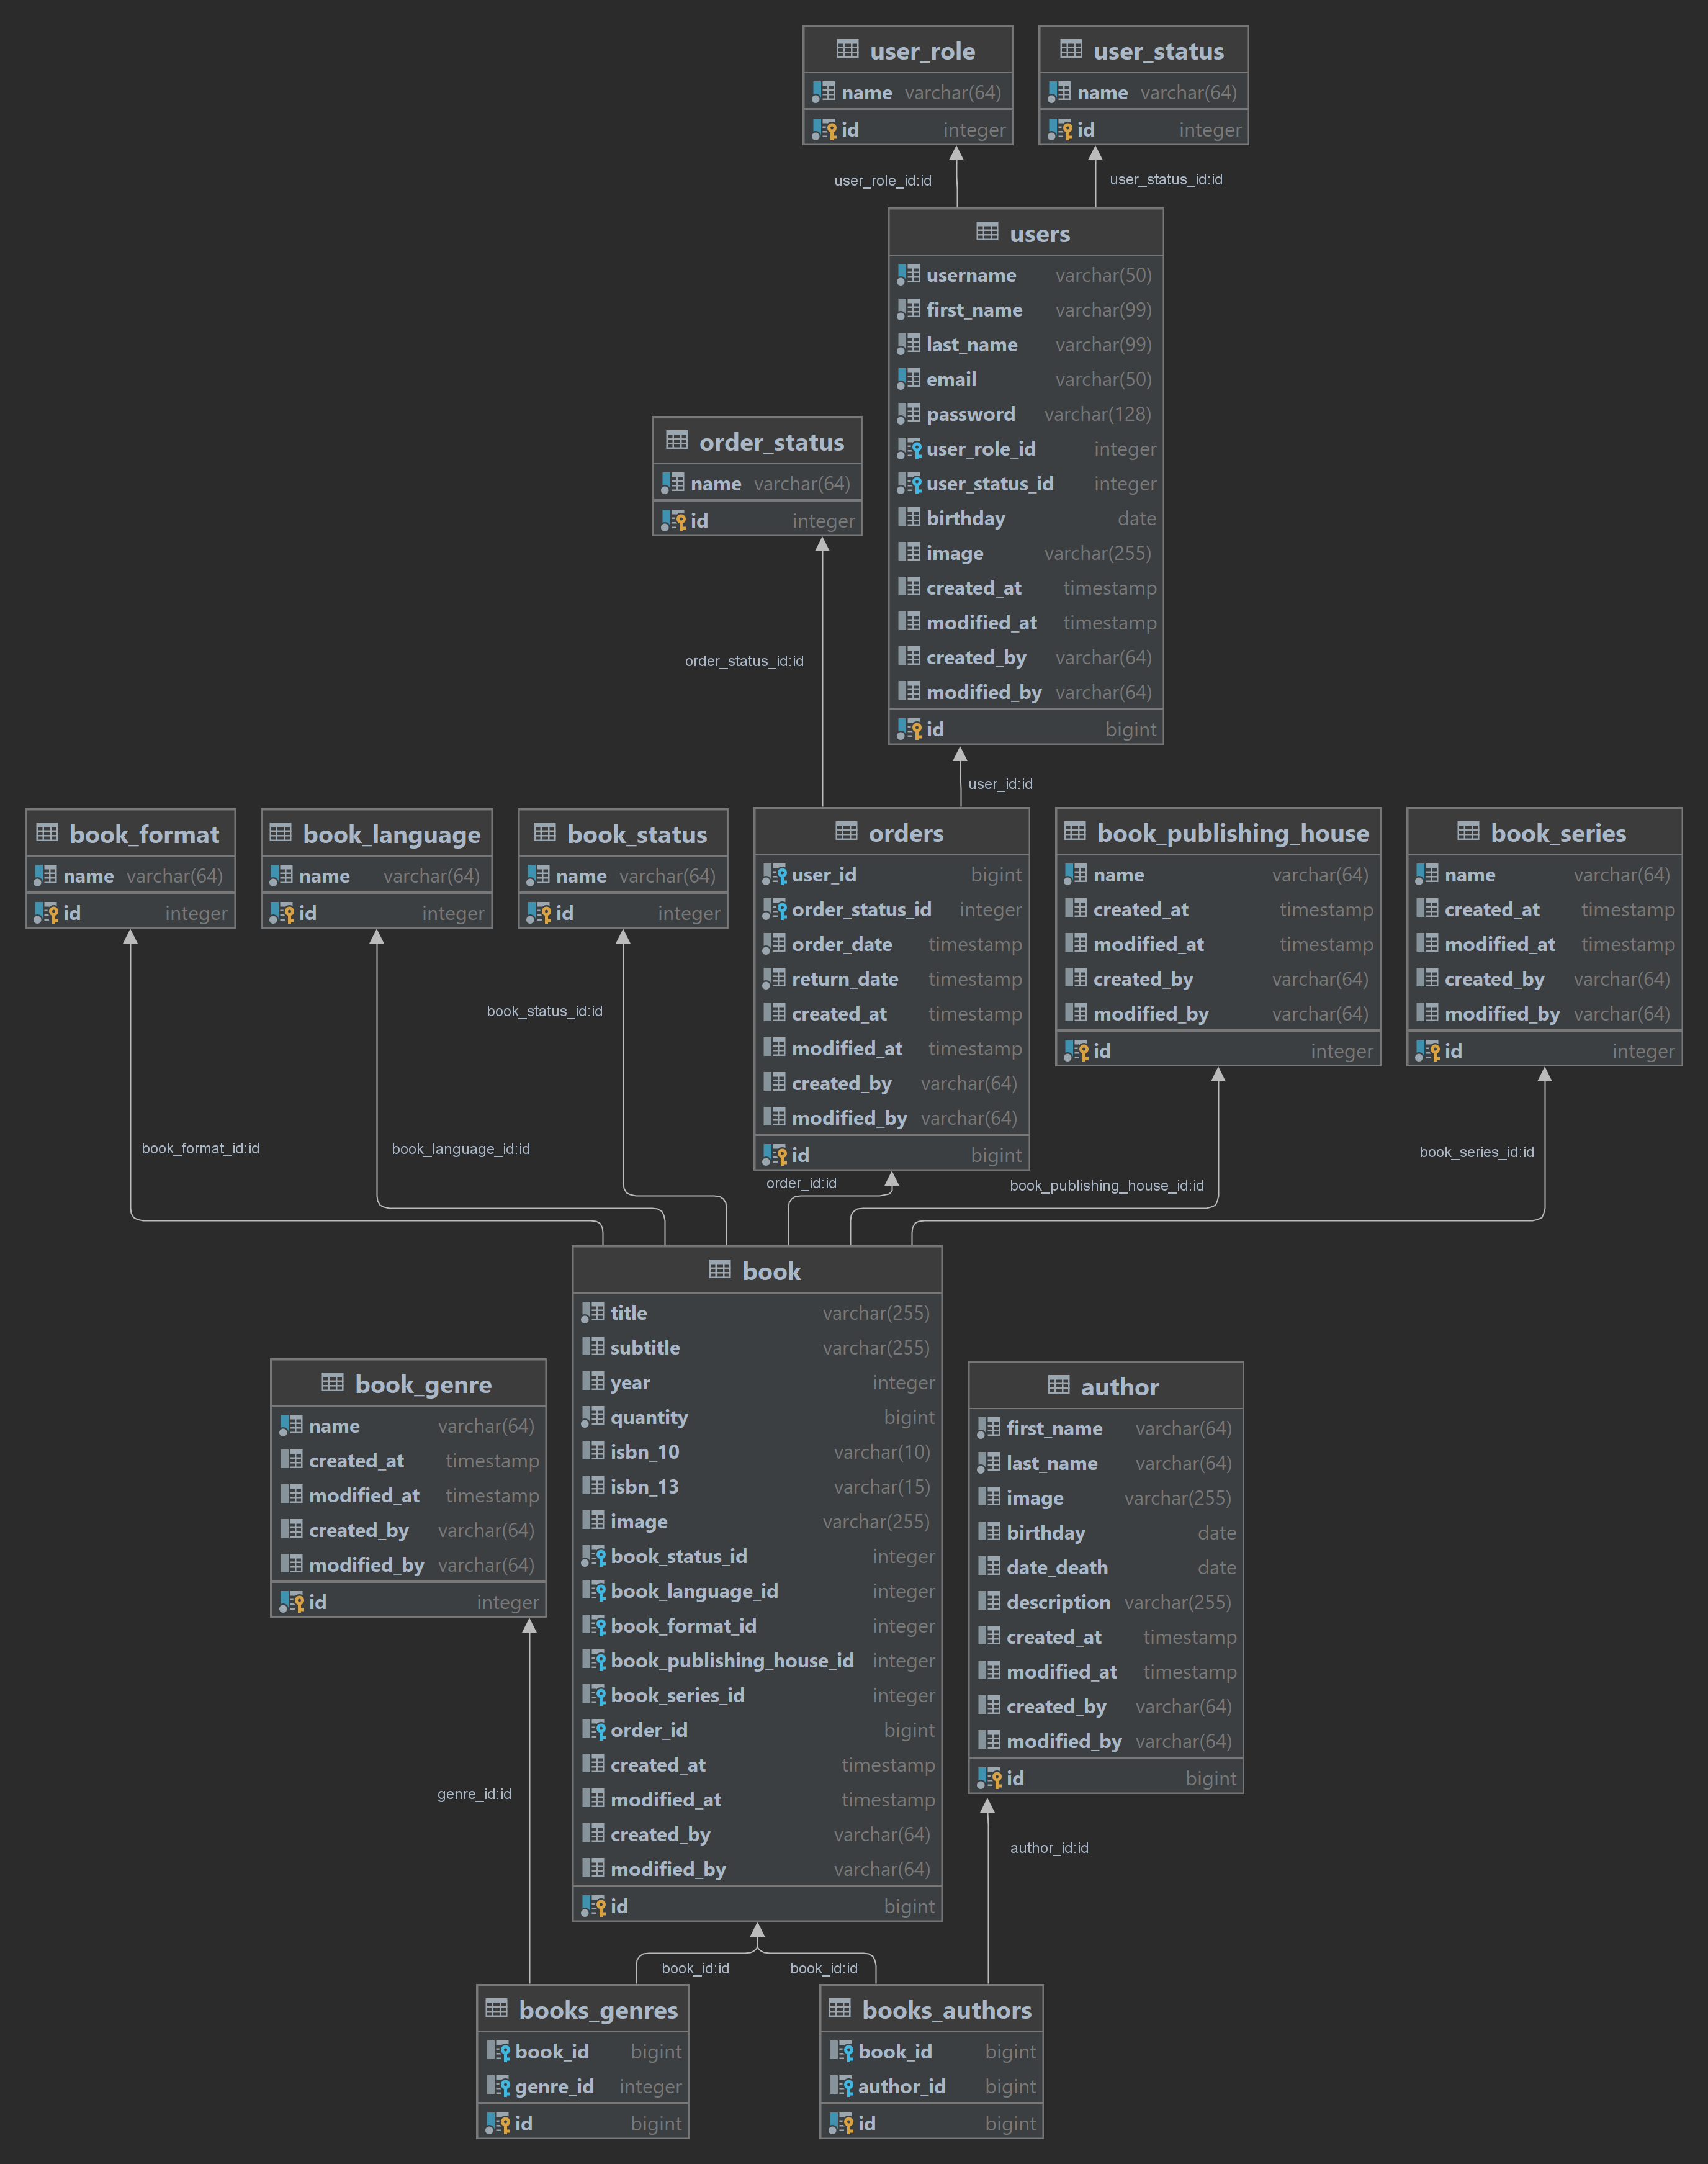 user_role
name varchar(64)
id integer
user_status
name varchar(64)
id integer
user_role_id:id
user_status_id:id
users
username varchar(50)
first_name varchar(99)
last_name varchar(99)
email varchar(50)
password varchar(128)
user_role_id integer
user_status_id integer
birthday date
image varchar(255)
created_at timestamp
modified_at timestamp
created_by varchar(64)
modified_by varchar(64)
id bigint
order_status
name varchar(64)
id integer
order_status_id:id
user_id:id
book_format
name varchar(64)
id integer
book_language
name varchar(64)
id integer
book_status
name varchar(64)
id integer
orders
user_id bigint
order_status_id integer
order_date timestamp
return_date timestamp
created_at timestamp
modified_at timestamp
created_by varchar(64)
modified_by varchar(64)
id bigint
book_publishing_house
name varchar(64)
created_at timestamp
modified_at timestamp
created_by varchar(64)
modified_by varchar(64)
id integer
book_series
name varchar(64)
created_at timestamp
modified_at timestamp
created_by varchar(64)
modified_by varchar(64)
id integer
book_status_id:id
book_format_id:id
book_language_id:id
order_id:id
book_publishing_house_id:id
book_series_id:id
book
title varchar(255)
subtitle varchar(255)
year integer
quantity bigint
isbn_10 varchar(10)
isbn_13 varchar(15)
image varchar(255)
book_status_id integer
book_language_id integer
book_format_id integer
book_publishing_house_id integer
book_series_id integer
order_id bigint
created_at timestamp
modified_at timestamp
created_by varchar(64)
modified_by varchar(64)
id bigint
book_genre
name varchar(64)
created_at timestamp
modified_at timestamp
created_by varchar(64)
modified_by varchar(64)
id integer
author
first_name varchar(64)
last_name varchar(64)
image varchar(255)
birthday date
date_death date
description varchar(255)
created_at timestamp
modified_at timestamp
created_by varchar(64)
modified_by varchar(64)
id bigint
genre_id:id
author_id:id
book_id:id
book_id:id
books_genres
book_id bigint
genre_id integer
id bigint
books_authors
book_id bigint
author_id bigint
id bigint